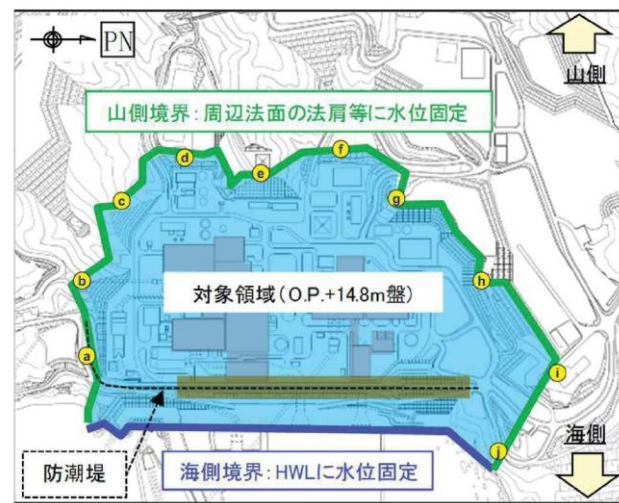 PN
山側
山側境界：周辺法面の法肩等に水位固定
f
d
e
c
g
b
h
対象領域（O.P.+14.8m盤）
a
i
海側
j
防潮堤
海側境界：HWLに水位固定